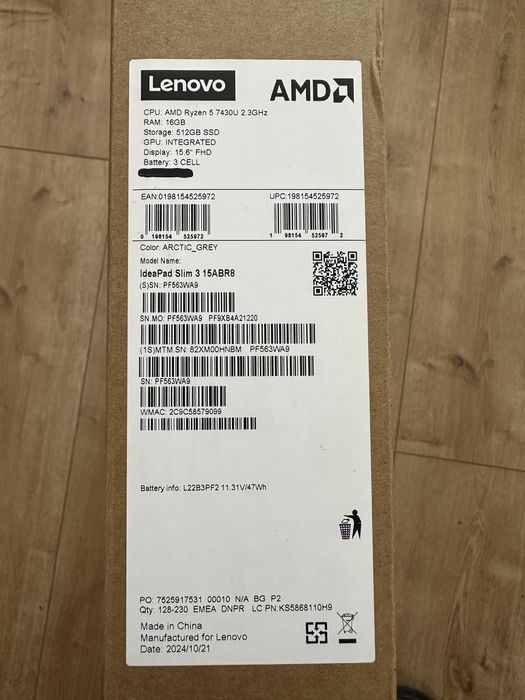 Lenovo AMD
CPU: AMD Ryzen 5 7430U 2.3GHz
RAM: 16GB
Storage: 512GB SSD
GPU: INTEGRATED
Display: 15.6" FHD
Battery: 3 CELL
EAN:0198154525972 UPC:198154525972
0 198154 525972 1 98154 52597 2
Color: ARCTIC_GREY
Model Name:
IdeaPad Slim 3 15ABR8
(S)SN: PF563WA9
SN.MO: PF563WA9 PF9XB4A21220
(1S)MTM.SN: 82XM00HNBM PF563WA9
SN: PF563WA9
WMAC: 2C9C58579099
Battery info: L22B3PF2 11.31V/47Wh
PO: 7525917531 00010 N/A BG P2
Qty: 128-230 EMEA DNPR LC PN:KS5868110H9
Made in China
Manufactured for Lenovo
Date: 2024/10/21